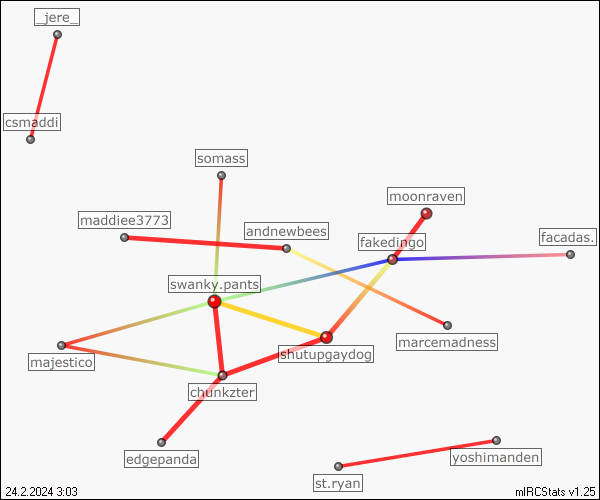 _jere_
csmaddi
somass
moonraven
maddiee3773
andnewbees
fakedingo
facadas.
swanky.pants
marcemadness
shutupgaydog
majestico
chunkzter
edgepanda
yoshimanden
st.ryan
24.2.2024 3:03
mIRCStats v1.25